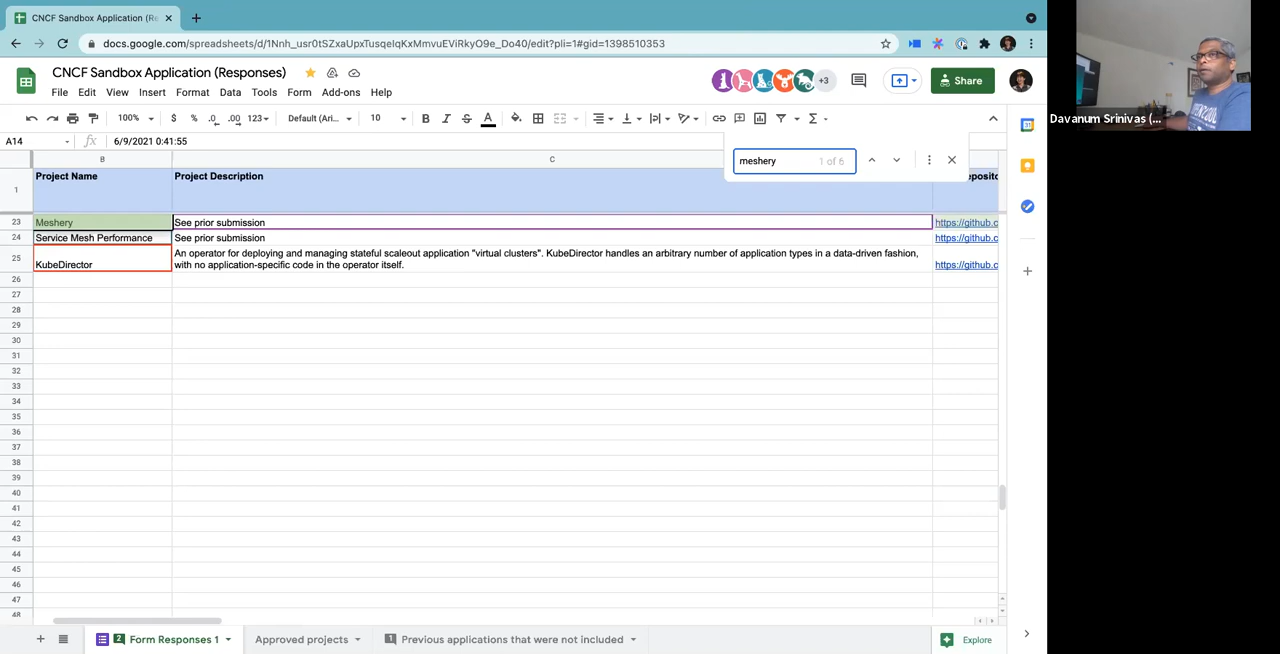 CNCF Sandbox Application (Re
docs.google.com/spreadsheets/d/1Nnh_usr0tSZxaUpxTusqeIqKxMmvuEViRkyO9e_Do40/edit?pli=1#gid=1398510353
CNCF Sandbox Application (Responses)
File Edit View Insert Format Data Tools Form Add-ons Help
+3
Share
100% $ % .0 .00 123 Default (Ari... 10 B I S A
A14 fx 6/9/2021 0:41:55
meshery 1 of 6
B C
1 Project Name Project Description eposito
23 Meshery See prior submission https://github.c
24 Service Mesh Performance See prior submission https://github.c
25 KubeDirector An operator for deploying and managing stateful scaleout application "virtual clusters". KubeDirector handles an arbitrary number of application types in a data-driven fashion,
with no application-specific code in the operator itself. https://github.c
26
27
28
29
30
31
32
33
34
35
36
37
38
39
40
41
42
43
44
45
46
47
48
2 Form Responses 1 Approved projects 1 Previous applications that were not included Explore
Davanum Srinivas (...